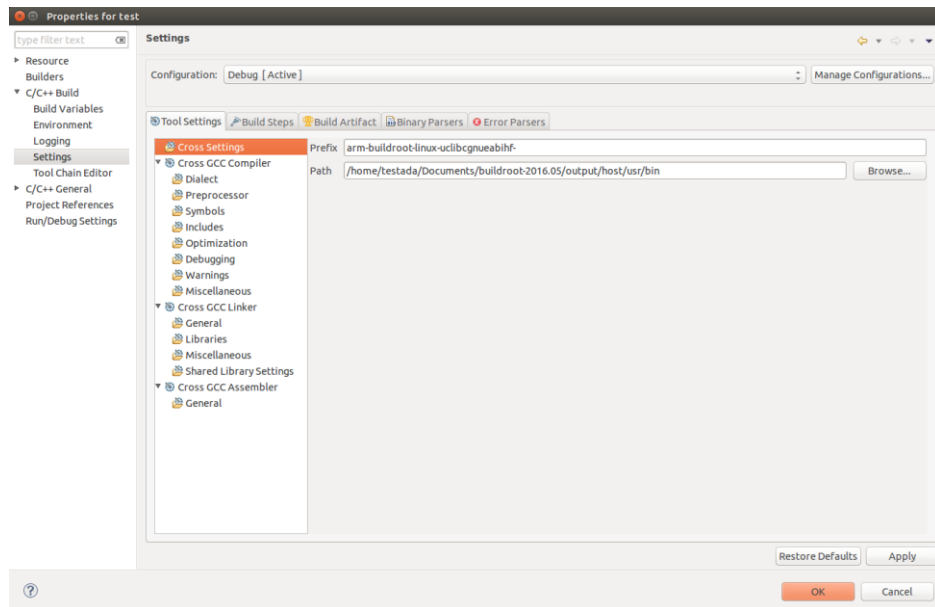 Properties for test
type filter text
Settings
Resource
Builders
C/C++ Build
Build Variables
Environment
Logging
Settings
Tool Chain Editor
C/C++ General
Project References
Run/Debug Settings
Configuration: Debug [ Active ] Manage Configurations...
Tool Settings Build Steps Build Artifact Binary Parsers Error Parsers
Cross Settings
Cross GCC Compiler
Dialect
Preprocessor
Symbols
Includes
Optimization
Debugging
Warnings
Miscellaneous
Cross GCC Linker
General
Libraries
Miscellaneous
Shared Library Settings
Cross GCC Assembler
General
Prefix arm-buildroot-linux-uclibcgnueabihf-
Path /home/testada/Documents/buildroot-2016.05/output/host/usr/bin Browse...
Restore Defaults Apply
? OK Cancel